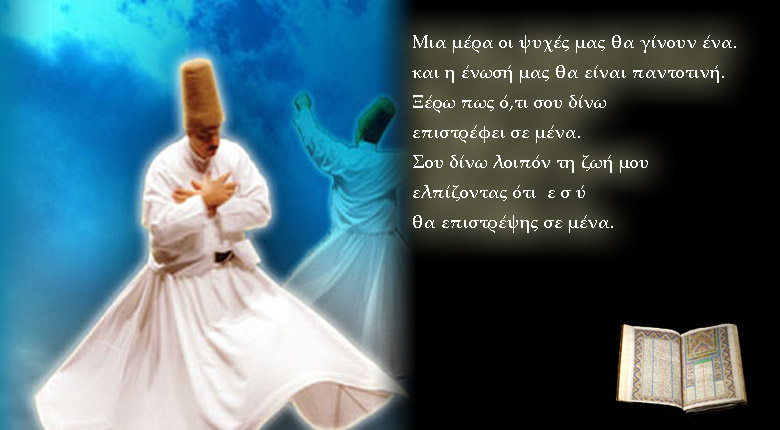 Μια μέρα οι ψυχές μας θα γίνουν ένα.
και η ένωσή μας θα είναι παντοτινή.
Ξέρω πως ό,τι σου δίνω
επιστρέφει σε μένα.
Σου δίνω λοιπόν τη ζωή μου
ελπίζοντας ότι ε σ ύ
θα επιστρέψης σε μένα.